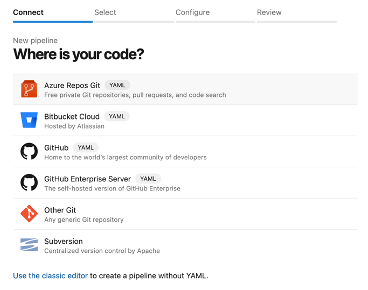 Connect Select Configure Review
New pipeline
Where is your code?
Azure Repos Git YAML
Free private Git repositories, pull requests, and code search
Bitbucket Cloud YAML
Hosted by Atlassian
GitHub YAML
Home to the world's largest community of developers
GitHub Enterprise Server YAML
The self-hosted version of GitHub Enterprise
Other Git
Any generic Git repository
Subversion
Centralized version control by Apache
Use the classic editor to create a pipeline without YAML.